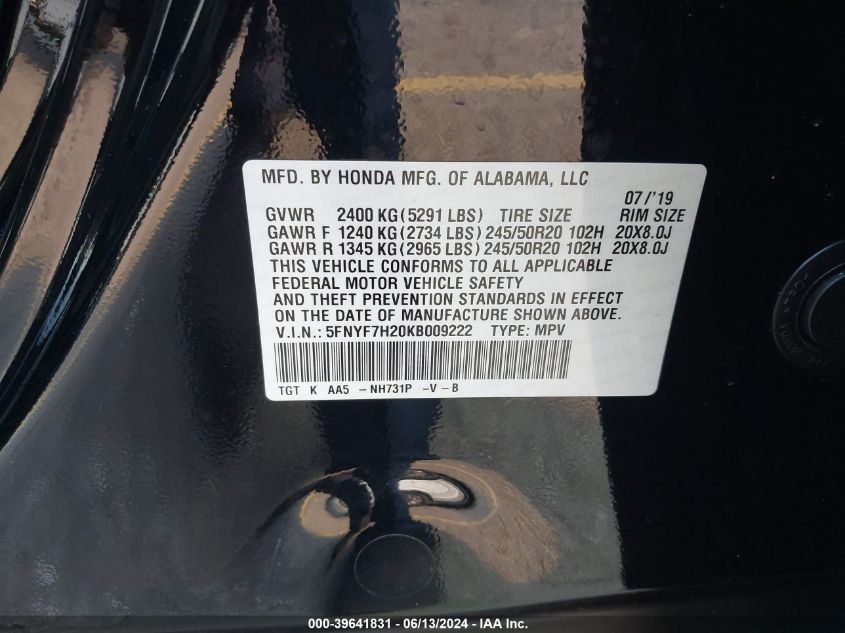 MFD. BY HONDA MFG. OF ALABAMA, LLC
07/'19
GVWR 2400 KG(5291 LBS) TIRE SIZE RIM SIZE
GAWR F 1240 KG(2734 LBS)245/50R20 102H 20X8.0J
GAWR R 1345 KG(2965 LBS)245/50R20 102H 20X8.0J
THIS VEHICLE CONFORMS TO ALL APPLICABLE
FEDERAL MOTOR VEHICLE SAFETY
AND THEFT PREVENTION STANDARDS IN EFFECT
ON THE DATE OF MANUFACTURE SHOWN ABOVE.
V.I.N.: 5FNYF7H20KB009222 TYPE: MPV
TGT K AA5 -NH731P -V-B
000-39641831 - 06/13/2024 - IAAI.COM